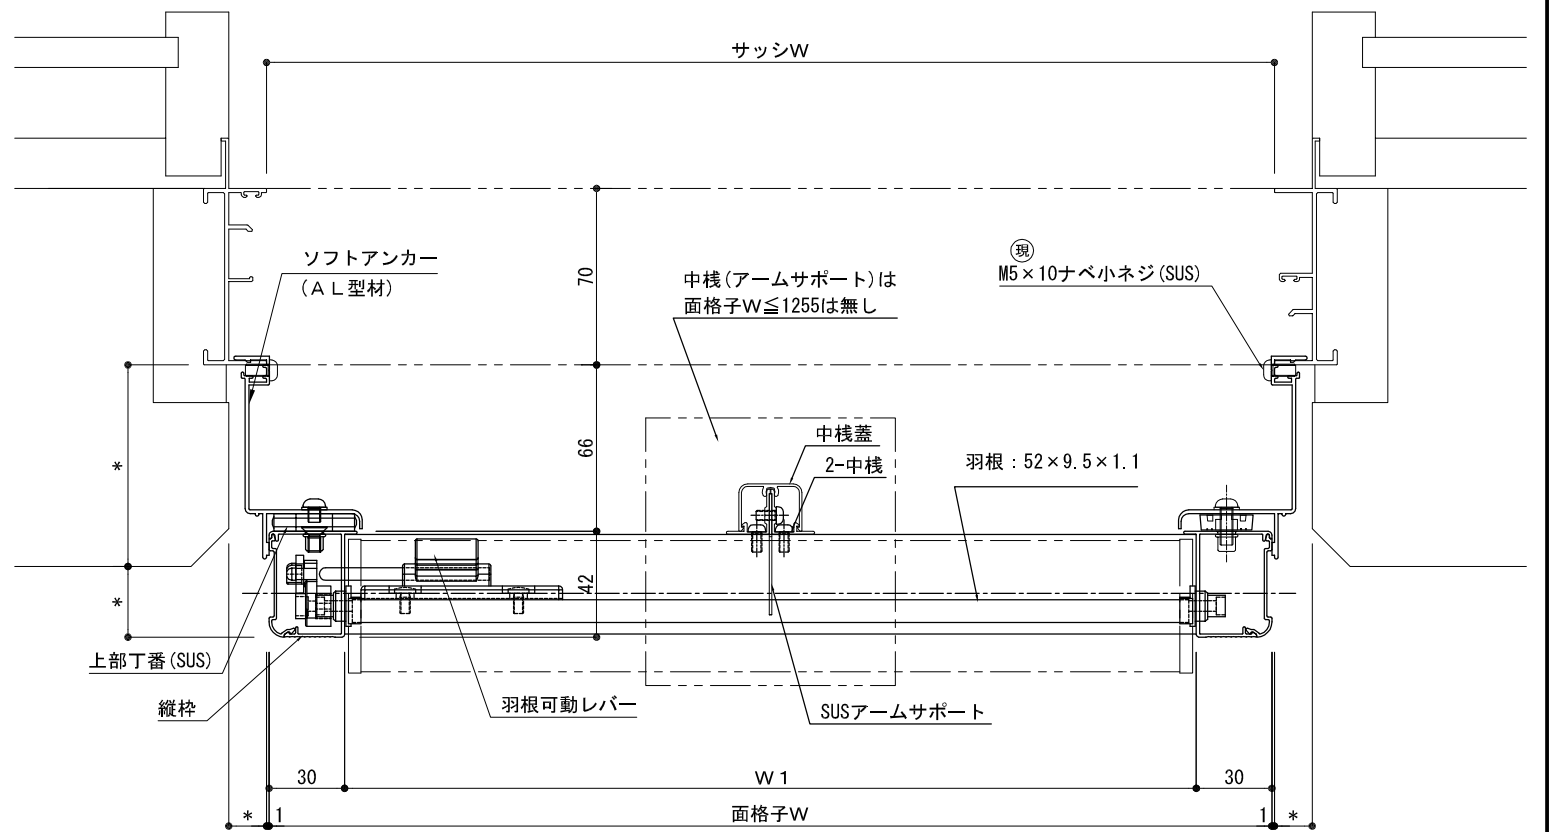 サッシW
ソフトアンカー
(AL型材)
70
中桟(アームサポート)は
面格子W≦1255は無し
現
M5×10ナベ小ネジ(SUS)
*
66
中桟蓋
2-中桟
羽根:52×9.5×1.1
*
42
上部丁番(SUS)
縦枠
羽根可動レバー
SUSアームサポート
30
W1
30
*
1
面格子W
1
*